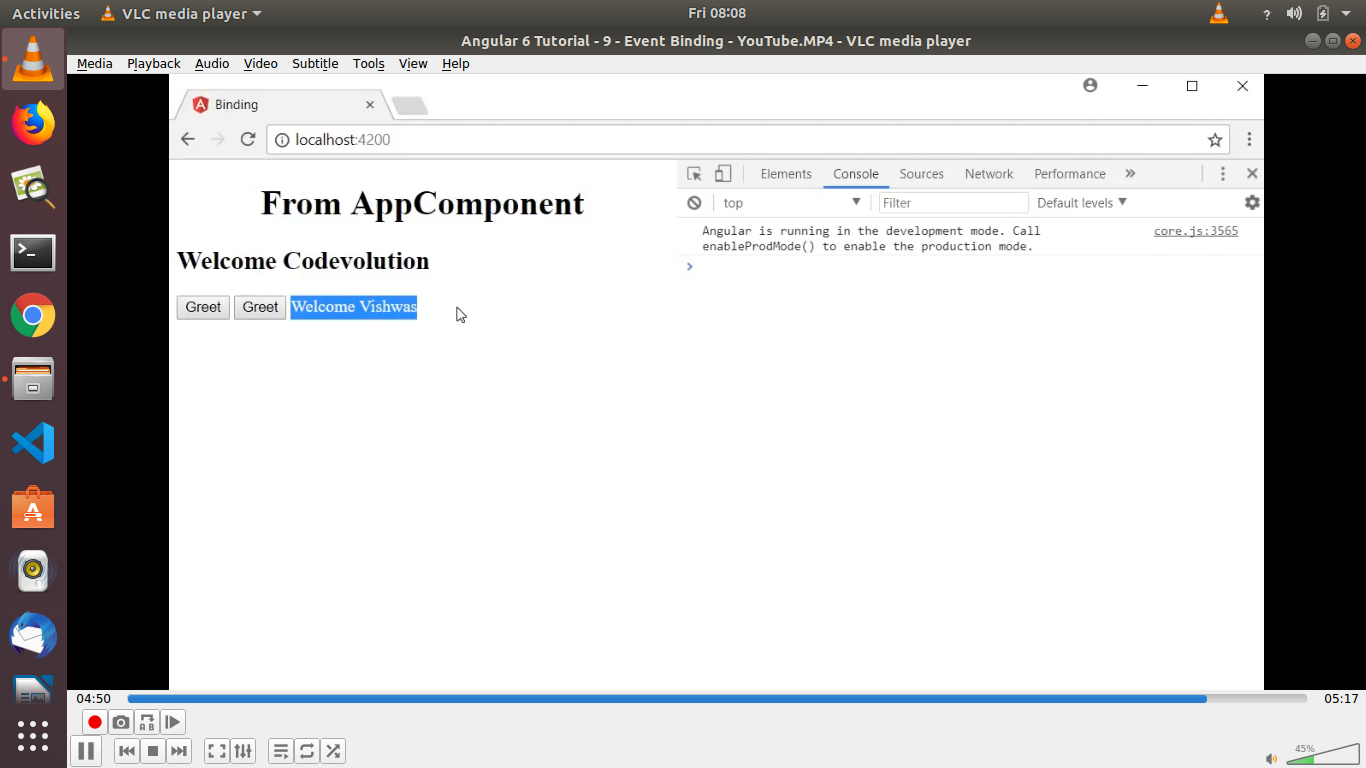 Activities VLC media player Fri 08:08 ?
Angular 6 Tutorial - 9 - Event Binding - YouTube.MP4 - VLC media player
Media Playback Audio Video Subtitle Tools View Help
Binding
localhost:4200
Elements Console Sources Network Performance »
top Filter Default levels
From AppComponent
Angular is running in the development mode. Call core.js:3565
enableProdMode() to enable the production mode.
Welcome Codevolution
Greet Greet Welcome Vishwas
04:50 05:17
A B
45%